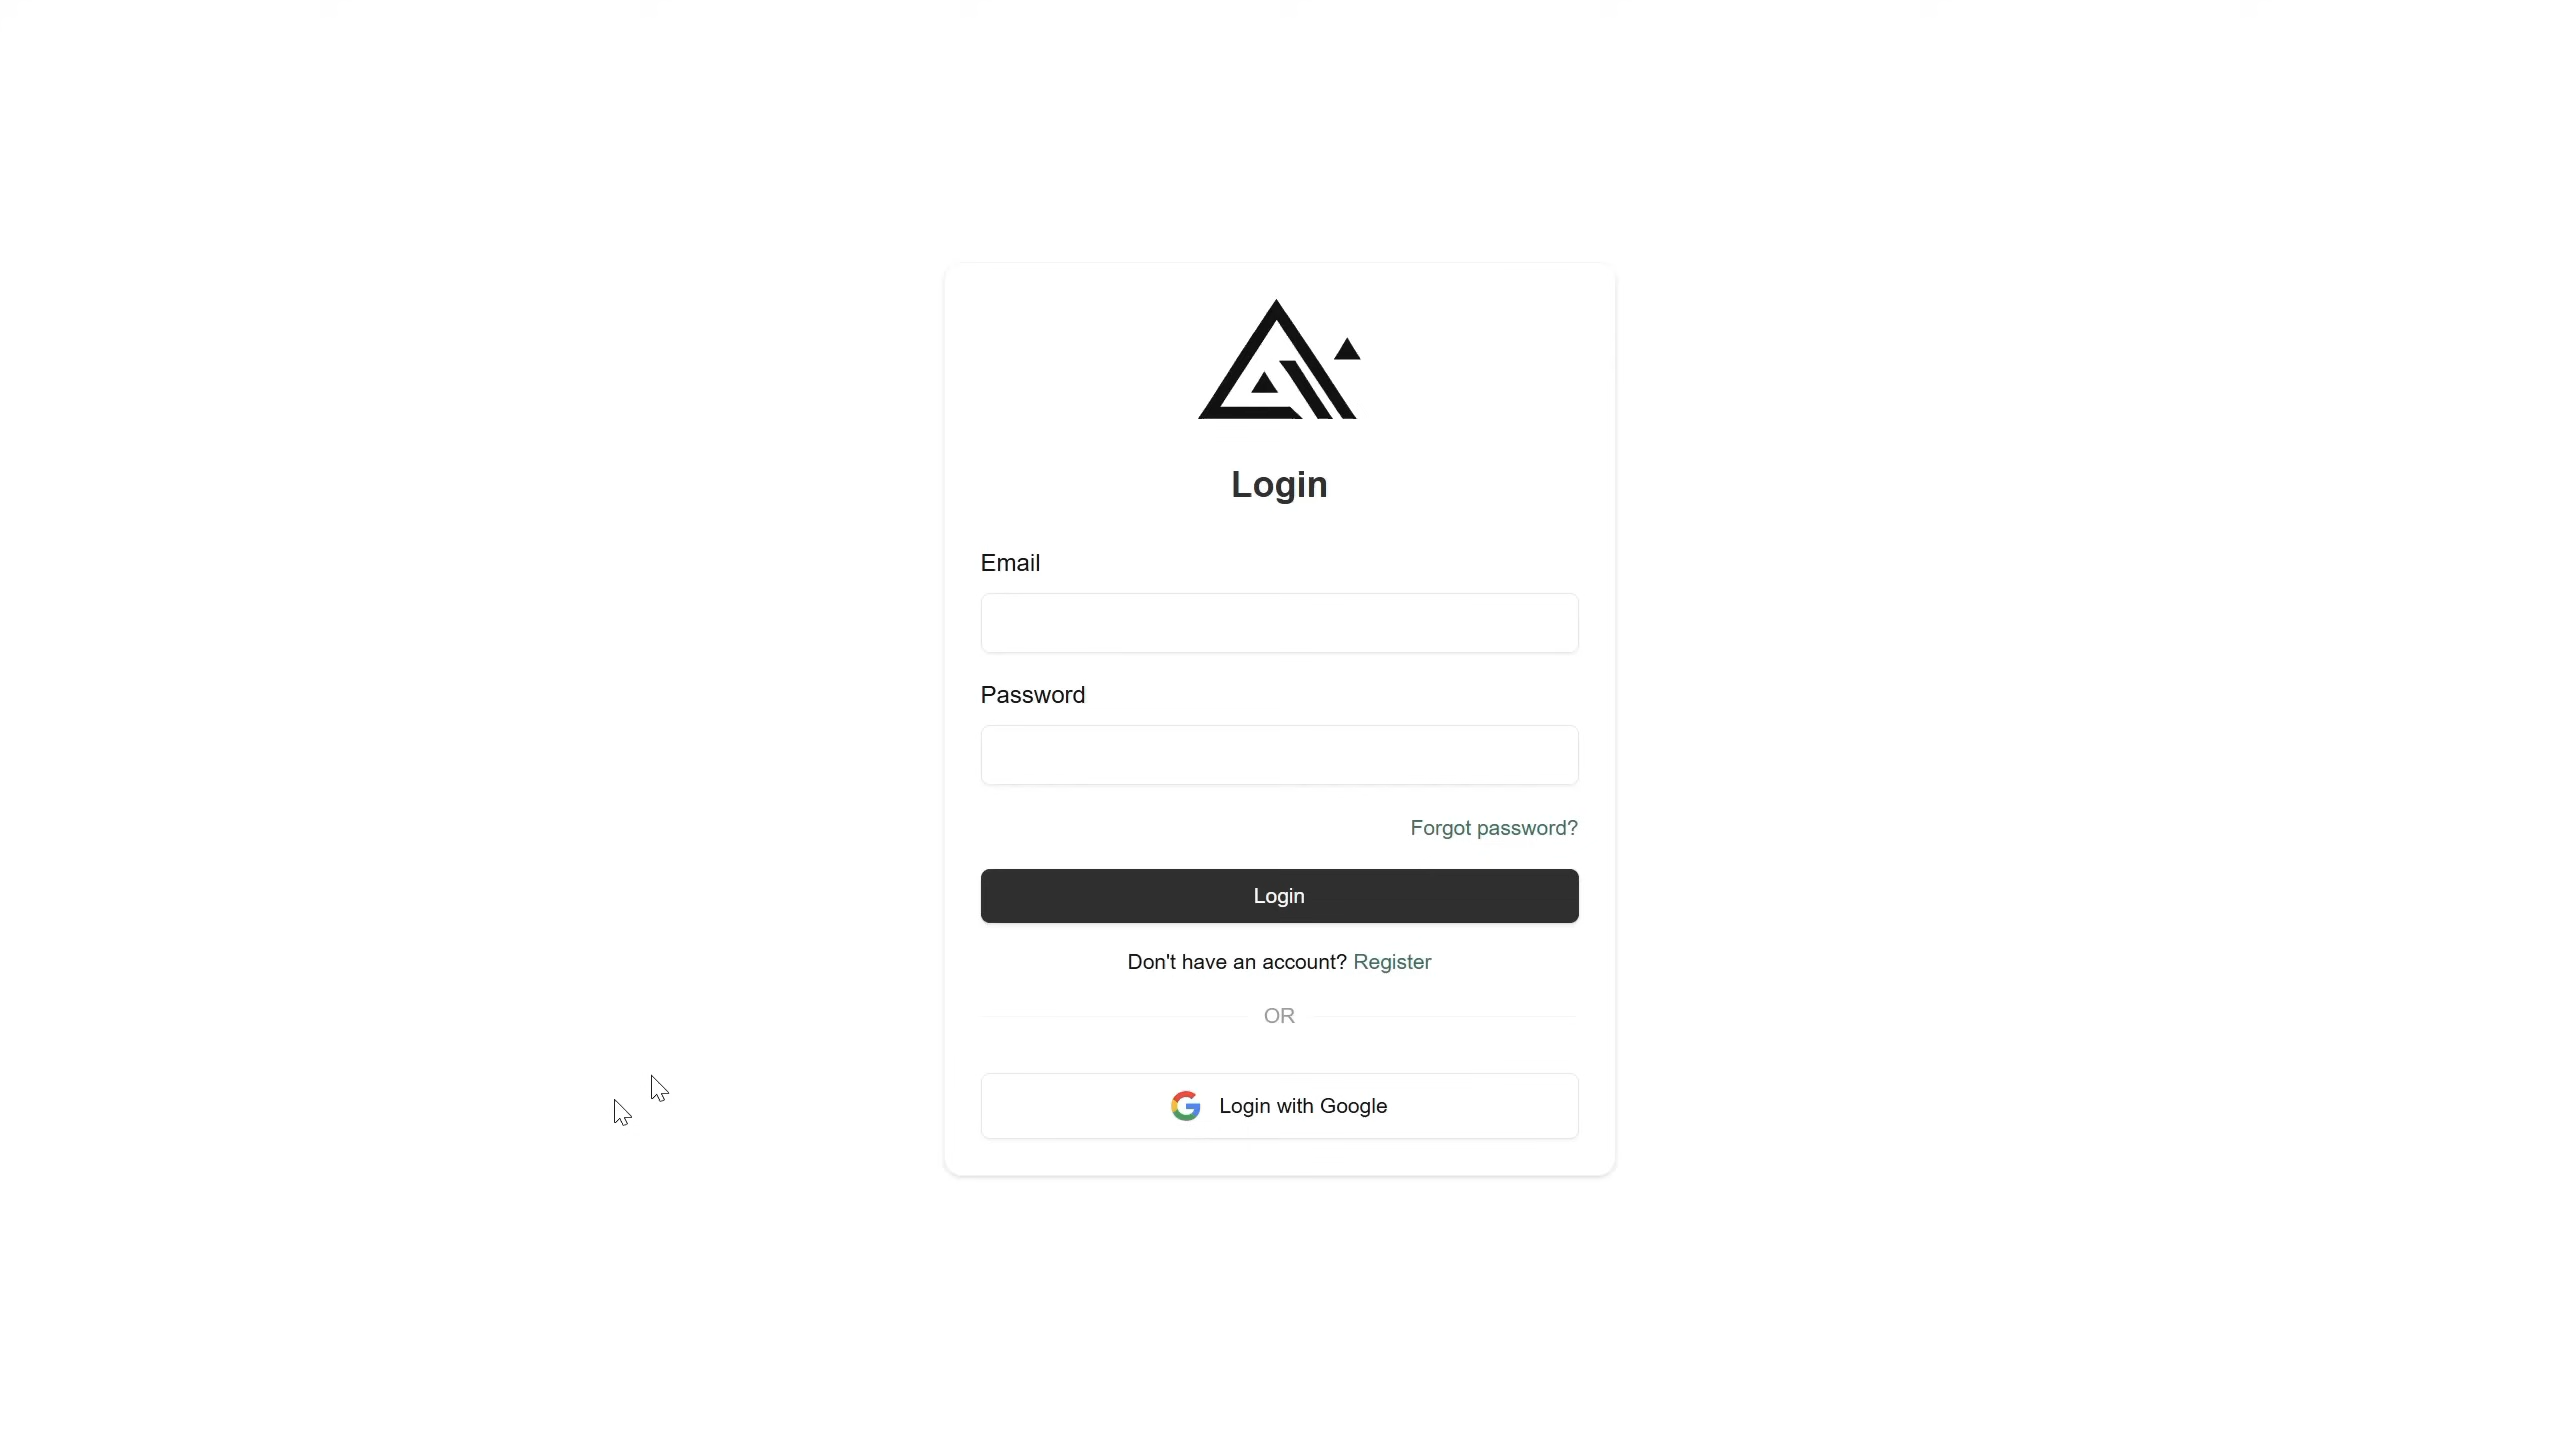 Login
Email
Password
Forgot password?
Login
Don't have an account? Register
OR
Login with Google